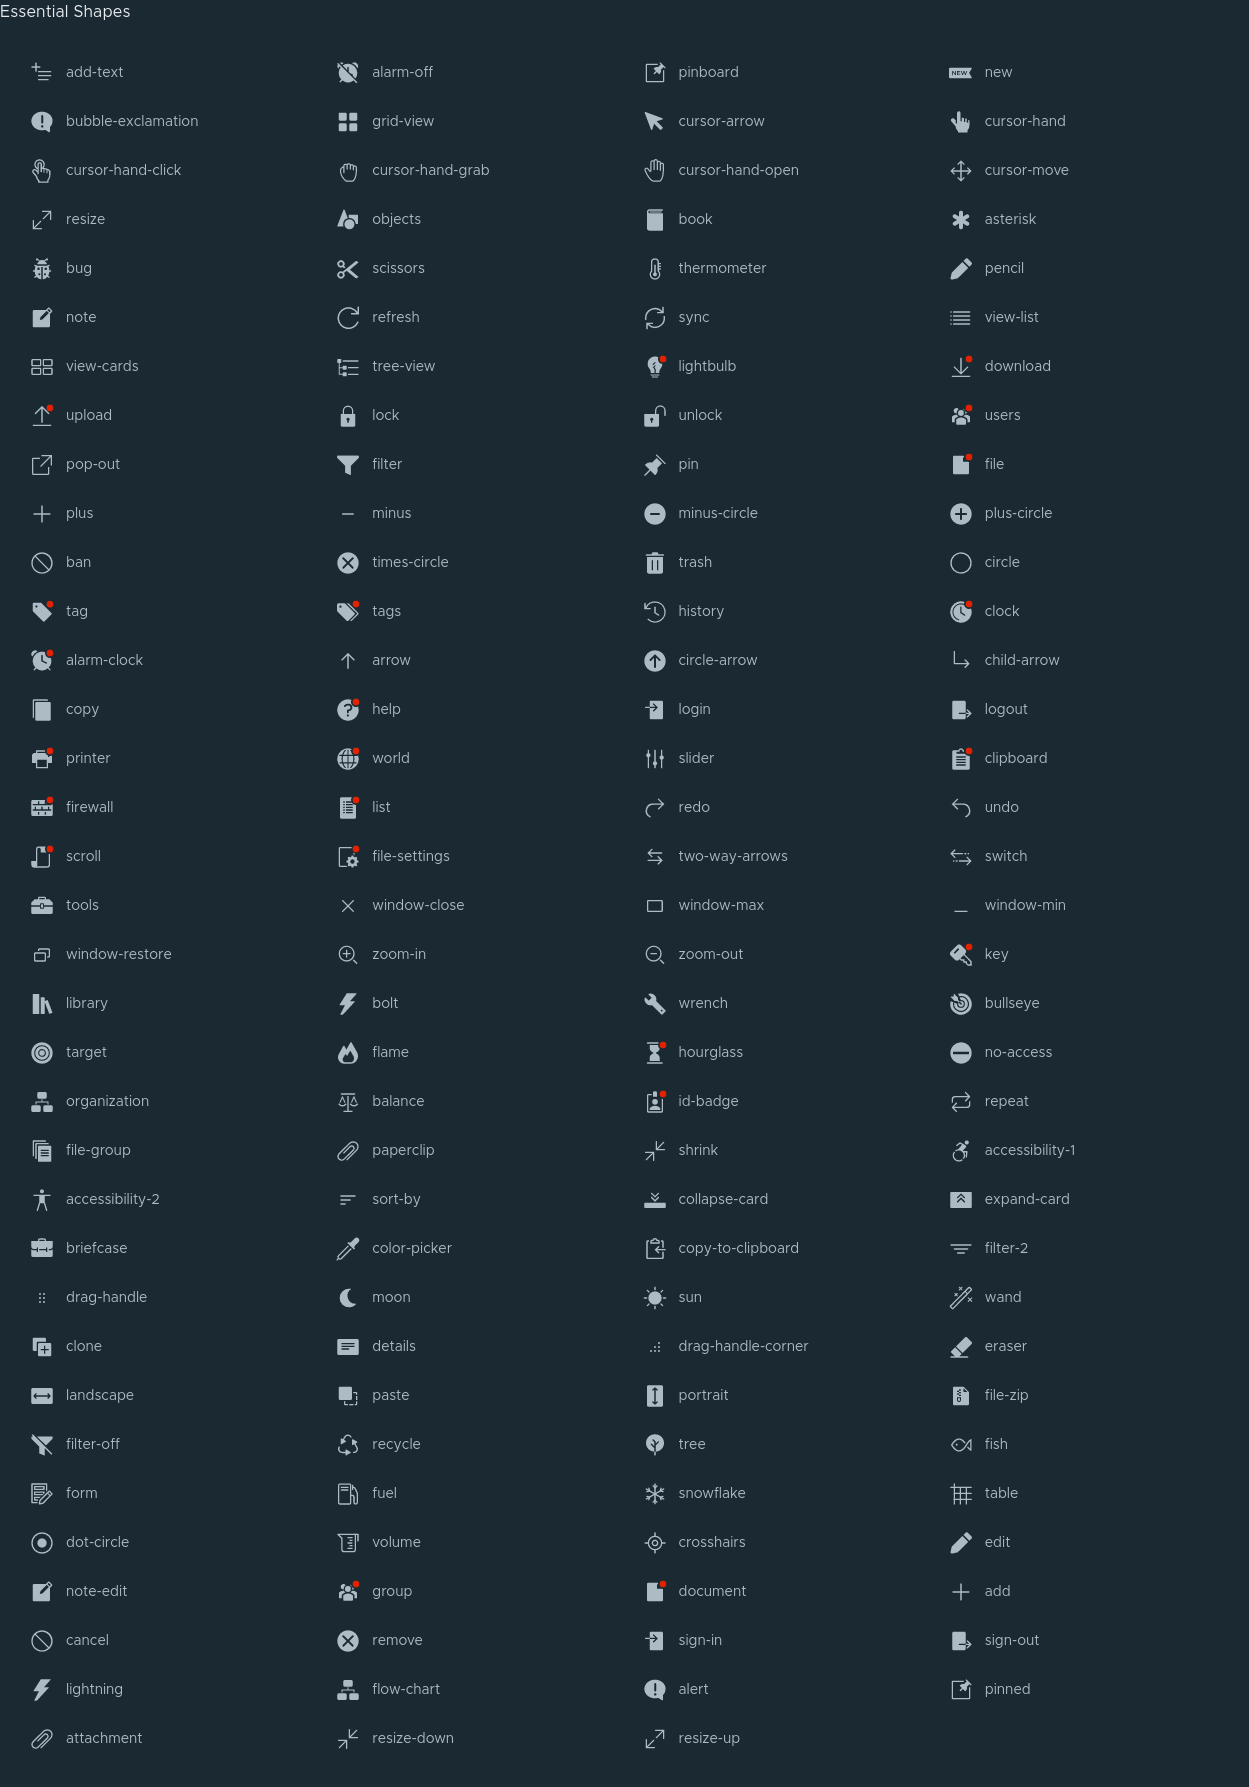 Essential Shapes
add-text alarm-off pinboard new
bubble-exclamation grid-view cursor-arrow cursor-hand
cursor-hand-click cursor-hand-grab cursor-hand-open cursor-move
resize objects book asterisk
bug scissors thermometer pencil
note refresh sync view-list
view-cards tree-view lightbulb download
upload lock unlock users
pop-out filter pin file
plus minus minus-circle plus-circle
ban times-circle trash circle
tag tags history clock
alarm-clock arrow circle-arrow child-arrow
copy help login logout
printer world slider clipboard
firewall list redo undo
scroll file-settings two-way-arrows switch
tools window-close window-max window-min
window-restore zoom-in zoom-out key
library bolt wrench bullseye
target flame hourglass no-access
organization balance id-badge repeat
file-group paperclip shrink accessibility-1
accessibility-2 sort-by collapse-card expand-card
briefcase color-picker copy-to-clipboard filter-2
drag-handle moon sun wand
clone details drag-handle-corner eraser
landscape paste portrait file-zip
filter-off recycle tree fish
form fuel snowflake table
dot-circle volume crosshairs edit
note-edit group document add
cancel remove sign-in sign-out
lightning flow-chart alert pinned
attachment resize-down resize-up